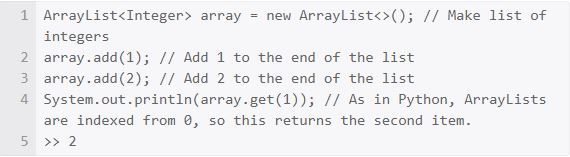 1 ArrayList<Integer> array = new ArrayList<>(); // Make list of
integers
2 array.add(1); // Add 1 to the end of the list
3 array.add(2); // Add 2 to the end of the list
4 System.out.println(array.get(1)); // As in Python, ArrayLists
are indexed from 0, so this returns the second item.
5 >> 2